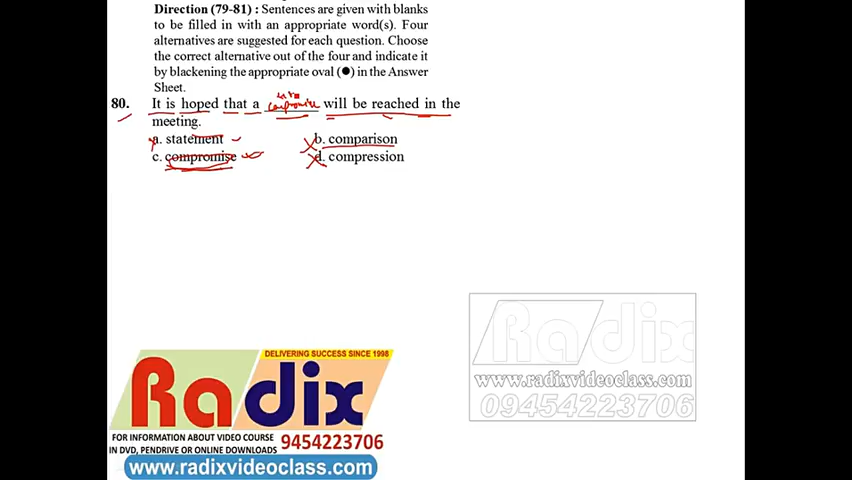 Direction (79-81) : Sentences are given with blanks
to be filled in with an appropriate word(s). Four
alternatives are suggested for each question. Choose
the correct alternative out of the four and indicate it
by blackening the appropriate oval (●) in the Answer
Sheet.
80. It is hoped that a compromise will be reached in the
meeting.
a. statement b. comparison
c. compromise d. compression
Radix
www.radixvideoclass.com
09454223706
DELIVERING SUCCESS SINCE 1998
Radix
FOR INFORMATION ABOUT VIDEO COURSE
IN DVD, PENDRIVE OR ONLINE DOWNLOADS 9454223706
www.radixvideoclass.com